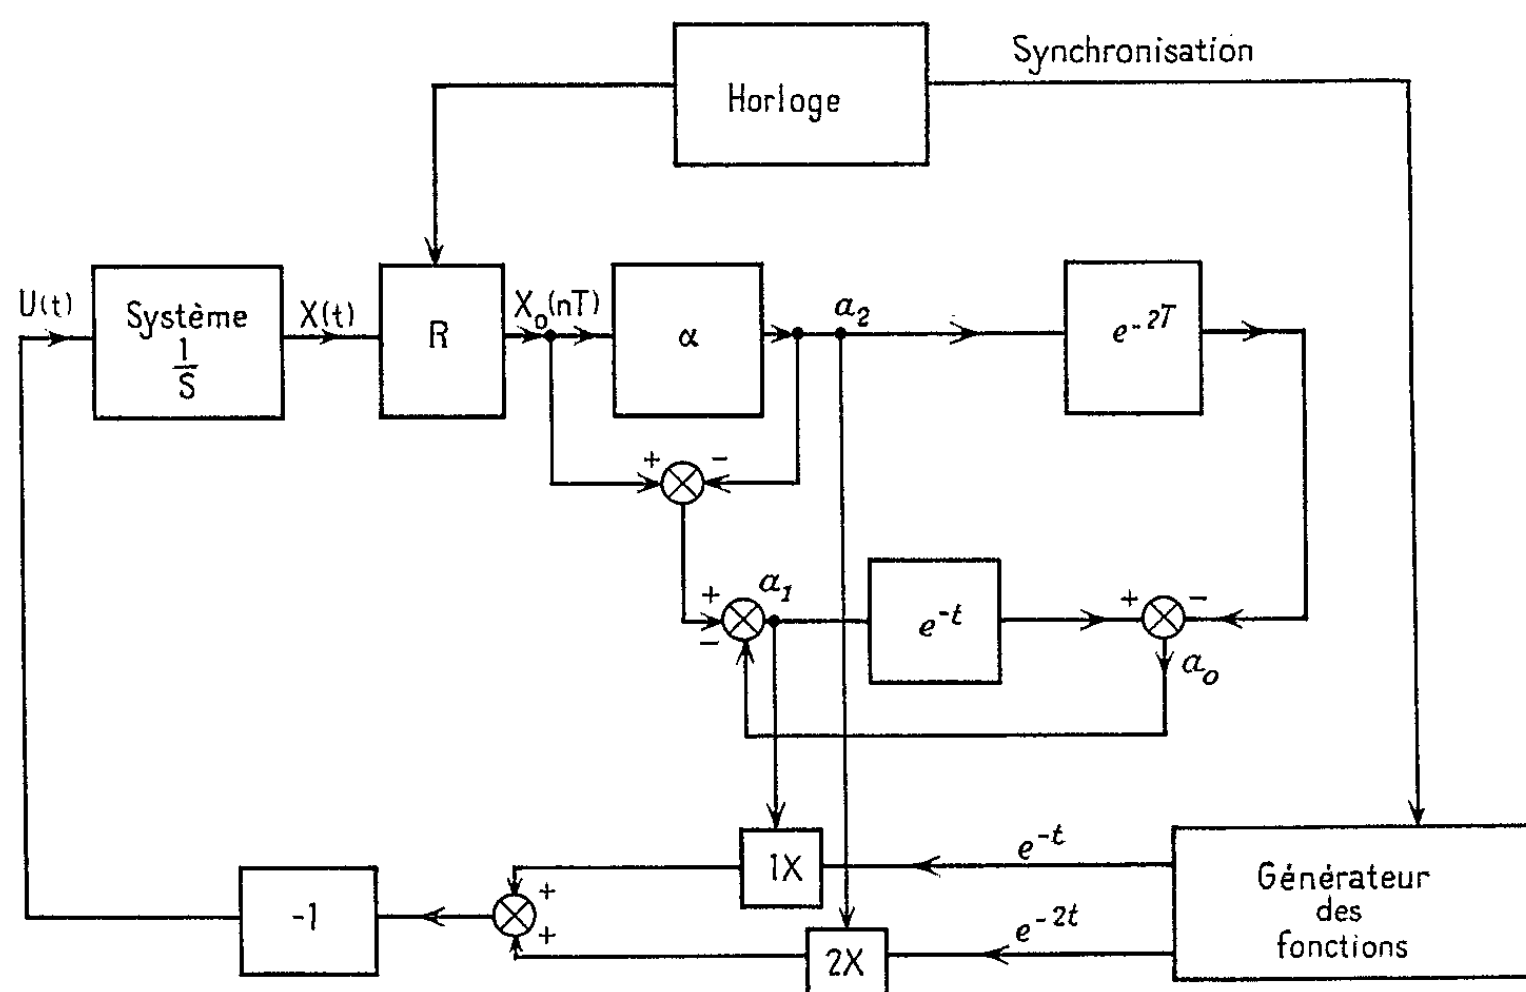 Horloge
Synchronisation
U(t)
Système
1
S
X(t)
R
X₀(nT)
α
a₂
e⁻²ᵀ
+
-
+
-
a₁
e⁻ᵗ
+
-
a₀
1X
e⁻ᵗ
2X
e⁻²ᵗ
Générateur
des
fonctions
-1
+
+